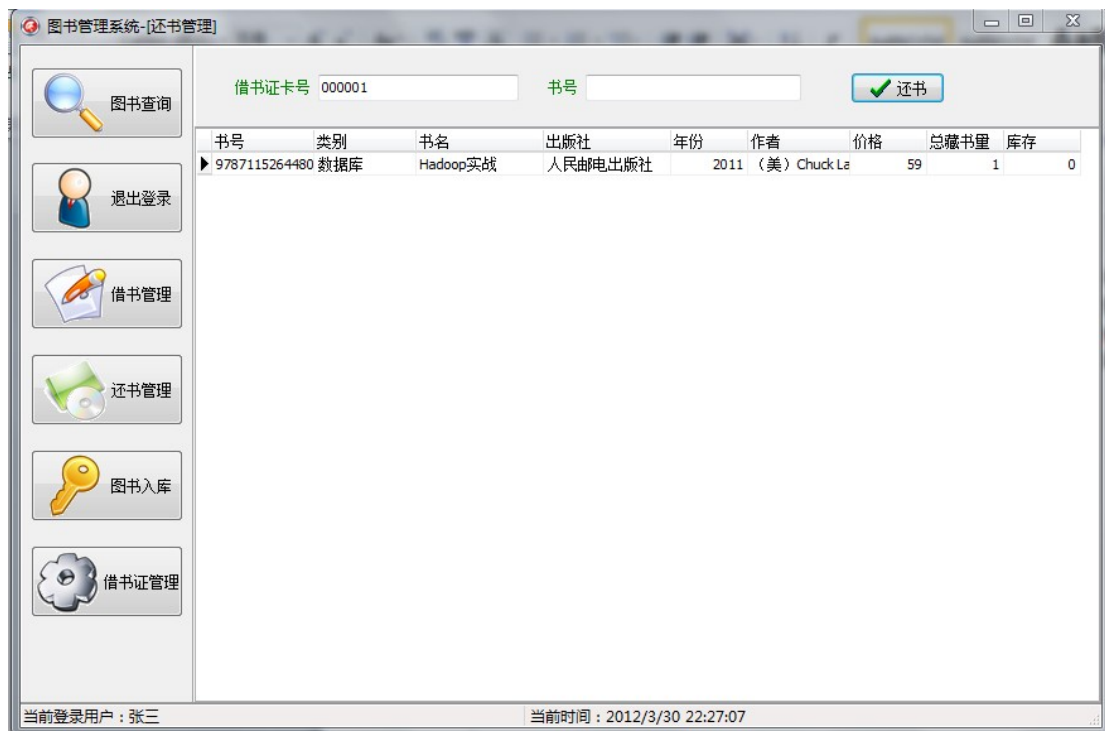 图书管理系统-[还书管理]
图书查询
退出登录
借书管理
还书管理
图书入库
借书证管理
借书证卡号 000001 书号 还书
书号 类别 书名 出版社 年份 作者 价格 总藏书量 库存
9787115264480 数据库 Hadoop实战 人民邮电出版社 2011 （美）Chuck La 59 1 0
当前登录用户：张三 当前时间：2012/3/30 22:27:07